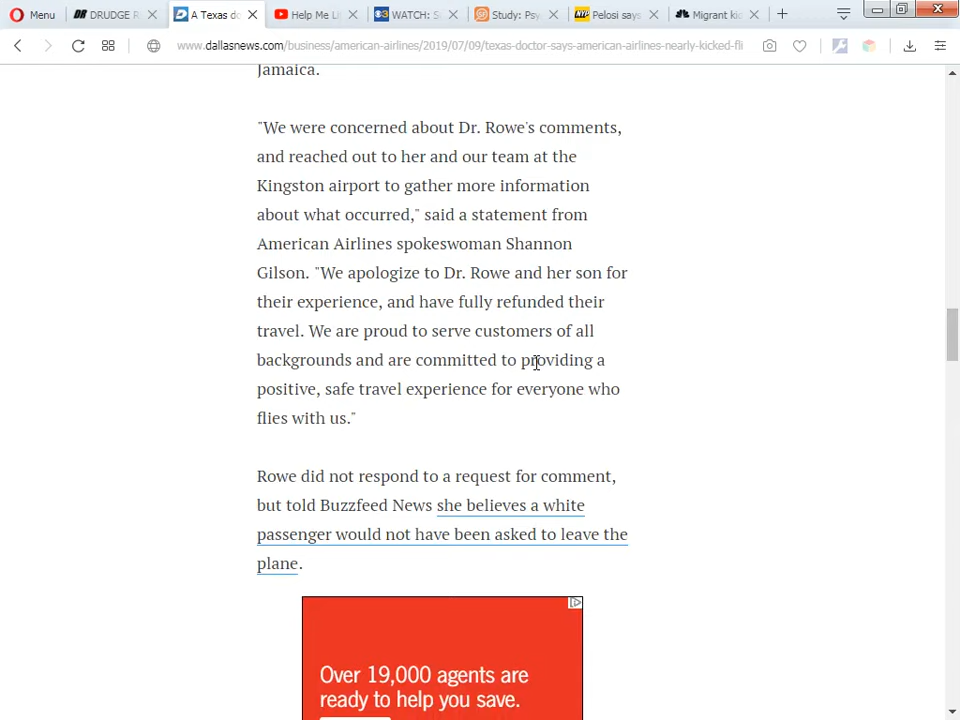 Menu
DRUDGE R
A Texas do
Help Me Li
WATCH: S
Study: Psy
Pelosi says
Migrant kid
www.dallasnews.com/business/american-airlines/2019/07/09/texas-doctor-says-american-airlines-nearly-kicked-fli
Jamaica.
"We were concerned about Dr. Rowe's comments,
and reached out to her and our team at the
Kingston airport to gather more information
about what occurred," said a statement from
American Airlines spokeswoman Shannon
Gilson. "We apologize to Dr. Rowe and her son for
their experience, and have fully refunded their
travel. We are proud to serve customers of all
backgrounds and are committed to providing a
positive, safe travel experience for everyone who
flies with us."
Rowe did not respond to a request for comment,
but told Buzzfeed News she believes a white
passenger would not have been asked to leave the
plane.
Over 19,000 agents are
ready to help you save.